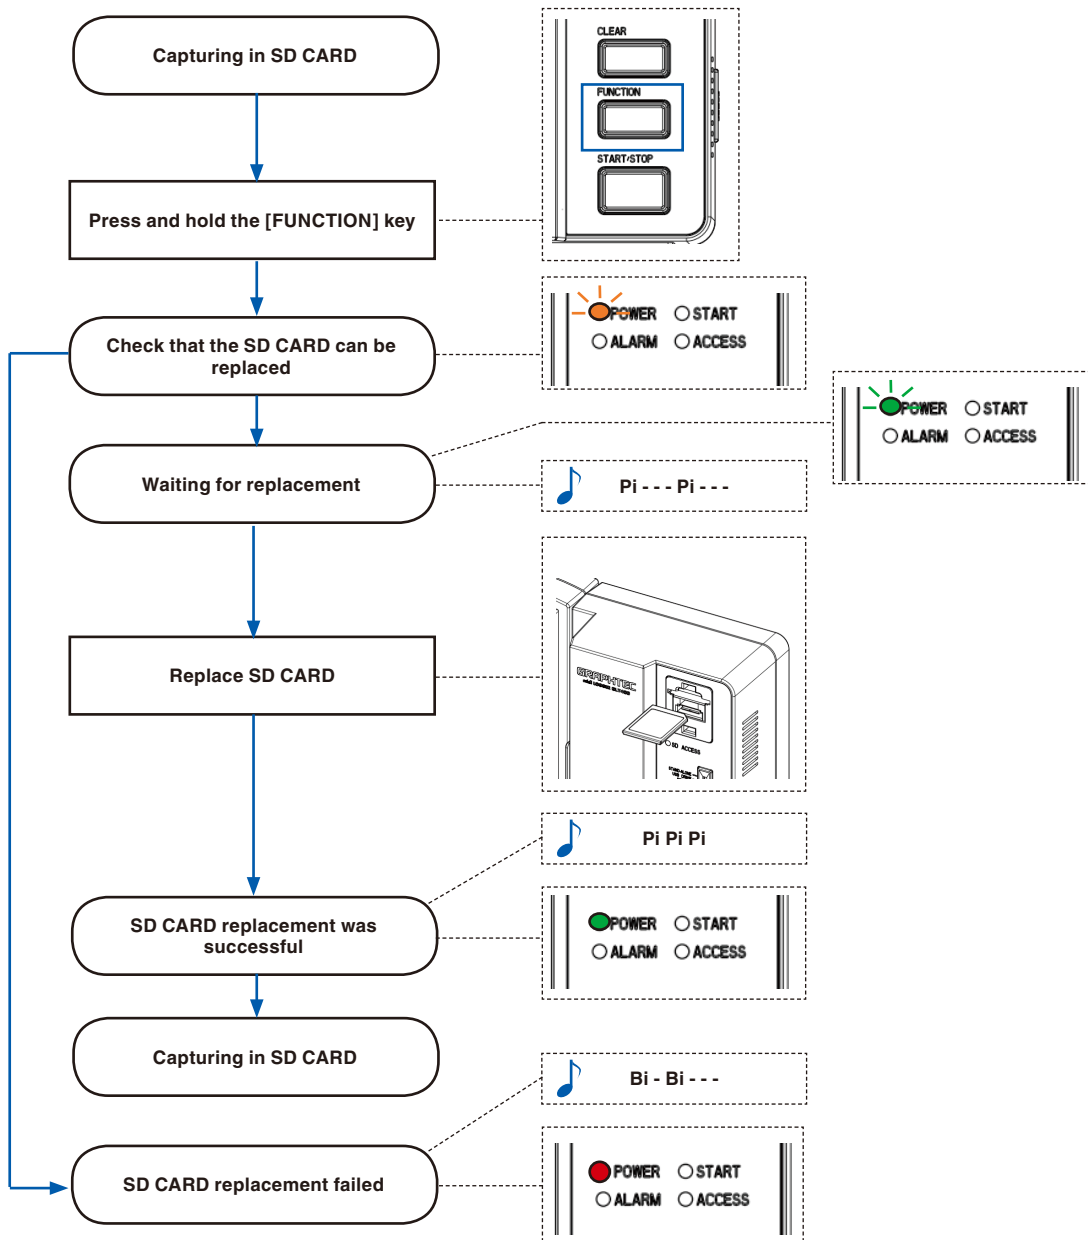 Capturing in SD CARD
CLEAR
FUNCTION
START/STOP
Press and hold the [FUNCTION] key
POWER START
ALARM ACCESS
Check that the SD CARD can be
replaced
POWER START
ALARM ACCESS
Waiting for replacement
Pi - - - Pi - - -
GRAPHTEC
SD ACCESS
Replace SD CARD
Pi Pi Pi
SD CARD replacement was
successful
POWER START
ALARM ACCESS
Capturing in SD CARD
Bi - Bi - - -
SD CARD replacement failed
POWER START
ALARM ACCESS